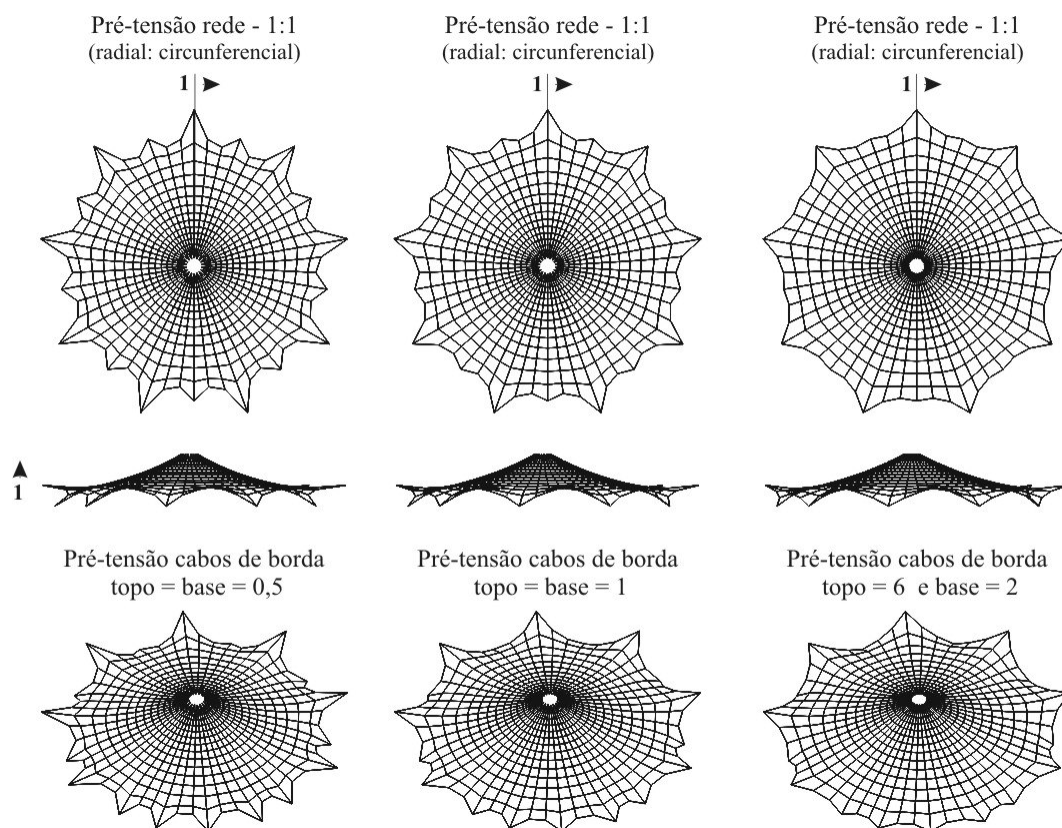 Pré-tensão rede - 1:1
(radial: circunferencial)
1
Pré-tensão rede - 1:1
(radial: circunferencial)
1
Pré-tensão rede - 1:1
(radial: circunferencial)
1
1
Pré-tensão cabos de borda
topo = base = 0,5
Pré-tensão cabos de borda
topo = base = 1
Pré-tensão cabos de borda
topo = 6 e base = 2